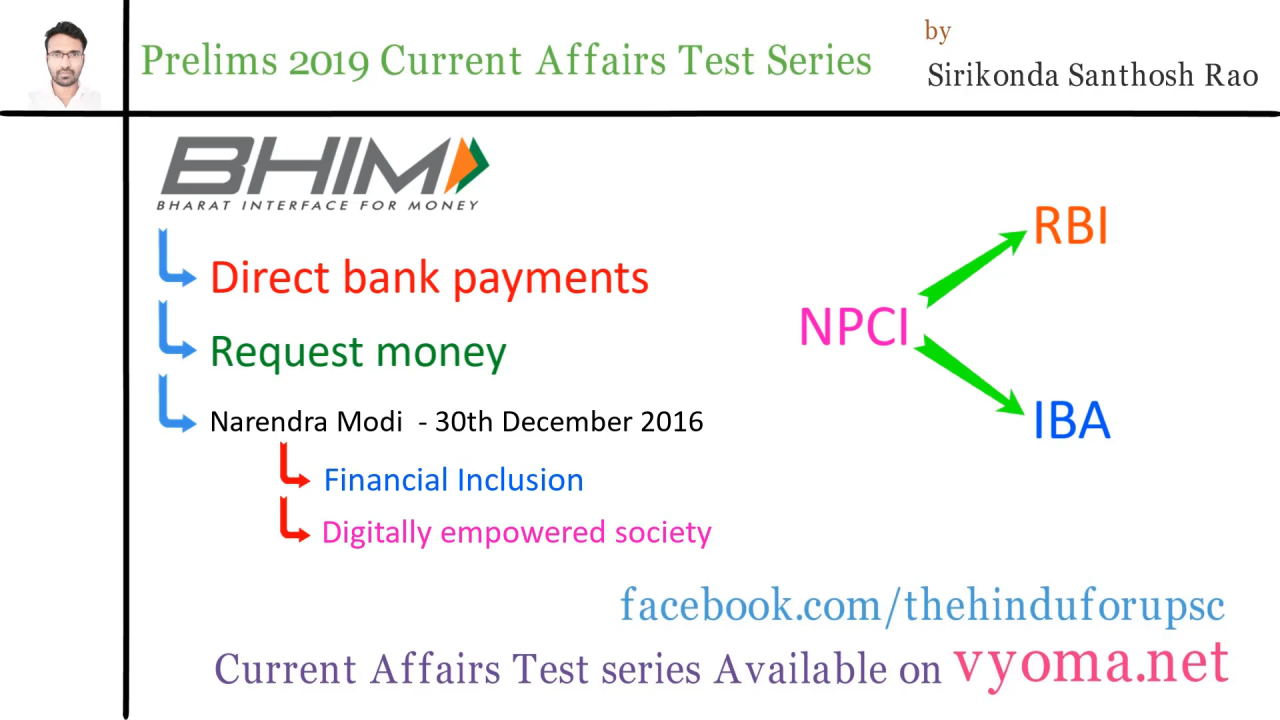 Prelims 2019 Current Affairs Test Series
by
Sirikonda Santhosh Rao
BHIM
BHARAT INTERFACE FOR MONEY
Direct bank payments
Request money
Narendra Modi - 30th December 2016
Financial Inclusion
Digitally empowered society
RBI
NPCI
IBA
facebook.com/thehinduforupsc
Current Affairs Test series Available on vyoma.net